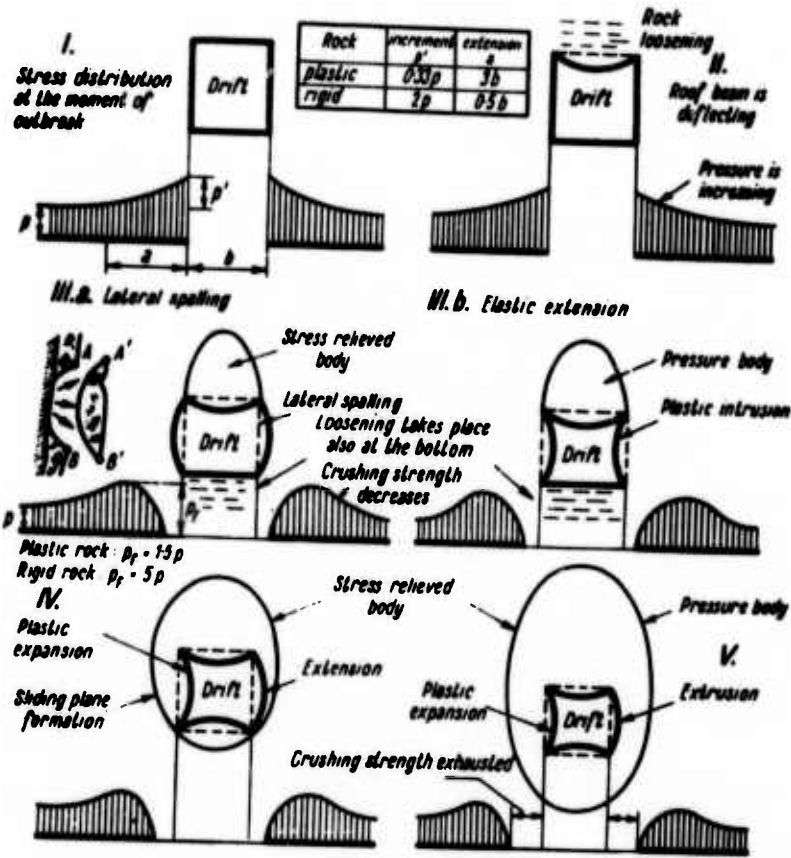 I.
Stress distribution
at the moment of
outbreak
Drift
p'
p
a
b
Rock increment p' extension a
plastic 0·33p 3b
rigid 2p 0·5b
Rock
loosening
II.
Drift
Roof beam is
deflecting
Pressure is
increasing
III.a. Lateral spalling
A A'
B B'
Stress relieved
body
Lateral spalling
Drift
Loosening takes place
also at the bottom
Crushing strength
decreases
p
pr
Plastic rock: pr = 1·5p
Rigid rock pr = 5p
III.b. Elastic extension
Pressure body
Plastic intrusion
Drift
IV.
Plastic
expansion
Sliding plane
formation
Drift
Extension
Stress relieved
body
Pressure body
V.
Plastic
expansion
Drift
Extrusion
Crushing strength exhausted